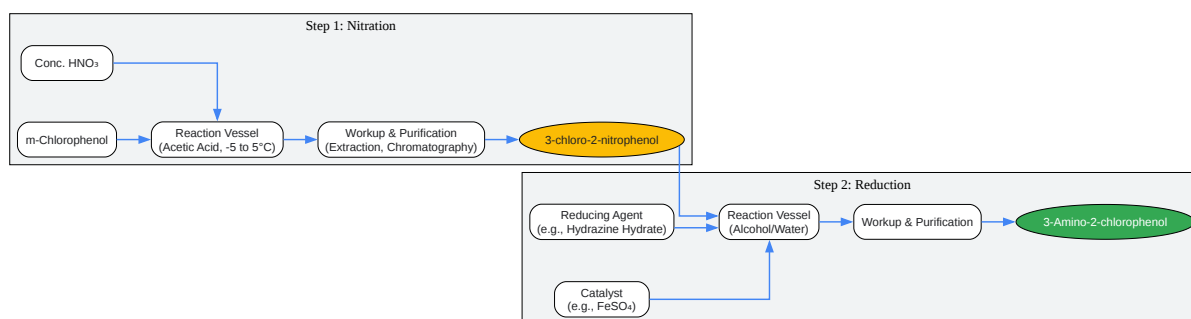 Step 1: Nitration
Conc. HNO₃
m-Chlorophenol
Reaction Vessel
(Acetic Acid, -5 to 5°C)
Workup & Purification
(Extraction, Chromatography)
3-chloro-2-nitrophenol
Step 2: Reduction
Reducing Agent
(e.g., Hydrazine Hydrate)
Reaction Vessel
(Alcohol/Water)
Workup & Purification
3-Amino-2-chlorophenol
Catalyst
(e.g., FeSO₄)